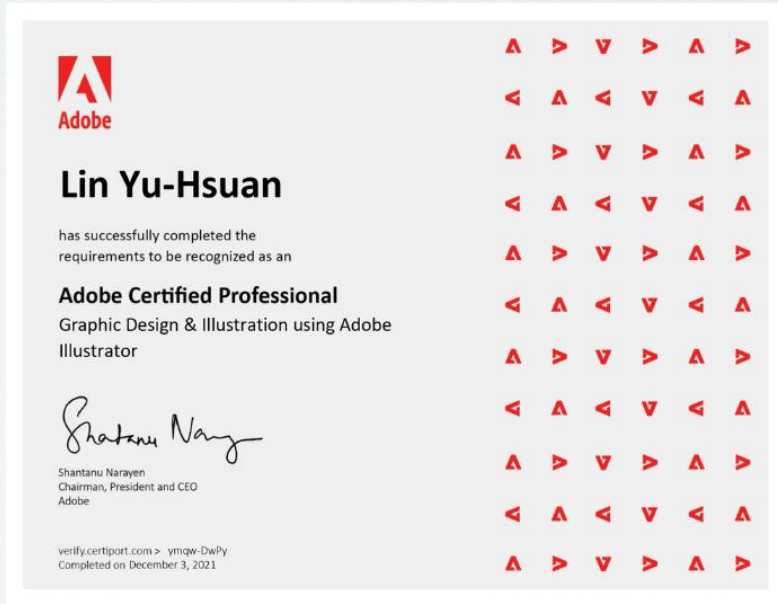 Adobe
Lin Yu-Hsuan
has successfully completed the
requirements to be recognized as an
Adobe Certified Professional
Graphic Design & Illustration using Adobe
Illustrator
Shantanu Narayen
Shantanu Narayen
Chairman, President and CEO
Adobe
verify.certiport.com > ymqw-DwPy
Completed on December 3, 2021